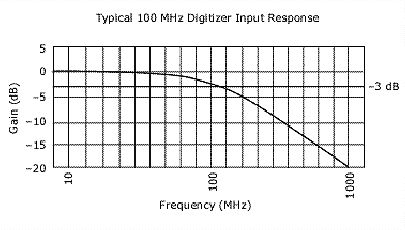 Typical 100 MHz Digitizer Input Response
Gain (dB)
5
0
-5
-10
-15
-20
-3 dB
10
100
1000
Frequency (MHz)